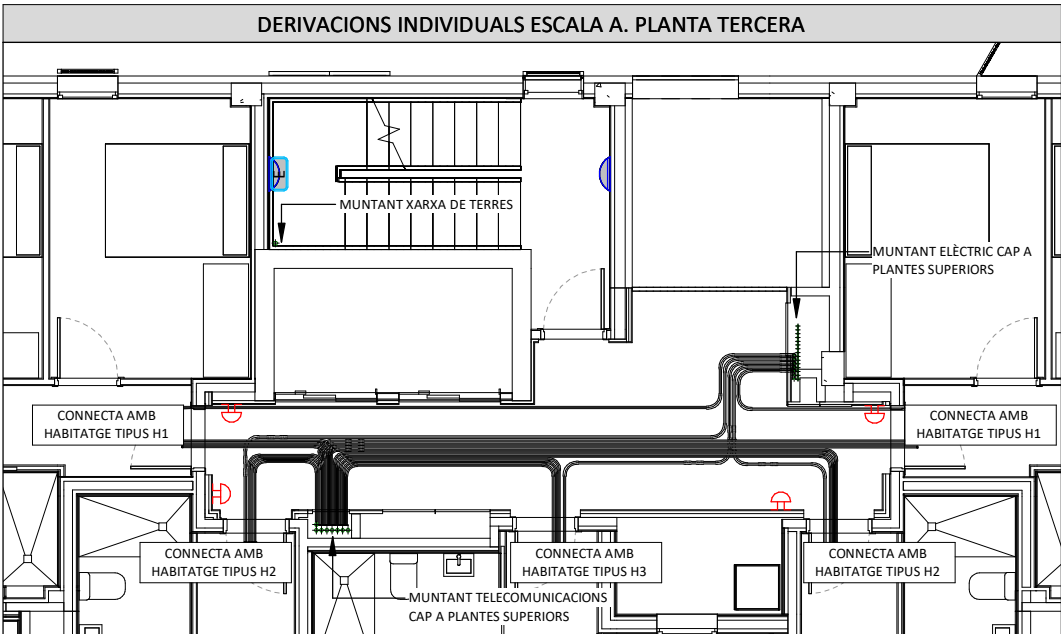 DERIVACIONS INDIVIDUALS ESCALA A. PLANTA TERCERA
E
MUNTANT XARXA DE TERRES
MUNTANT ELÈCTRIC CAP A
PLANTES SUPERIORS
CONNECTA AMB
HABITATGE TIPUS H1
CONNECTA AMB
HABITATGE TIPUS H1
CONNECTA AMB
HABITATGE TIPUS H2
CONNECTA AMB
HABITATGE TIPUS H3
CONNECTA AMB
HABITATGE TIPUS H2
MUNTANT TELECOMUNICACIONS
CAP A PLANTES SUPERIORS